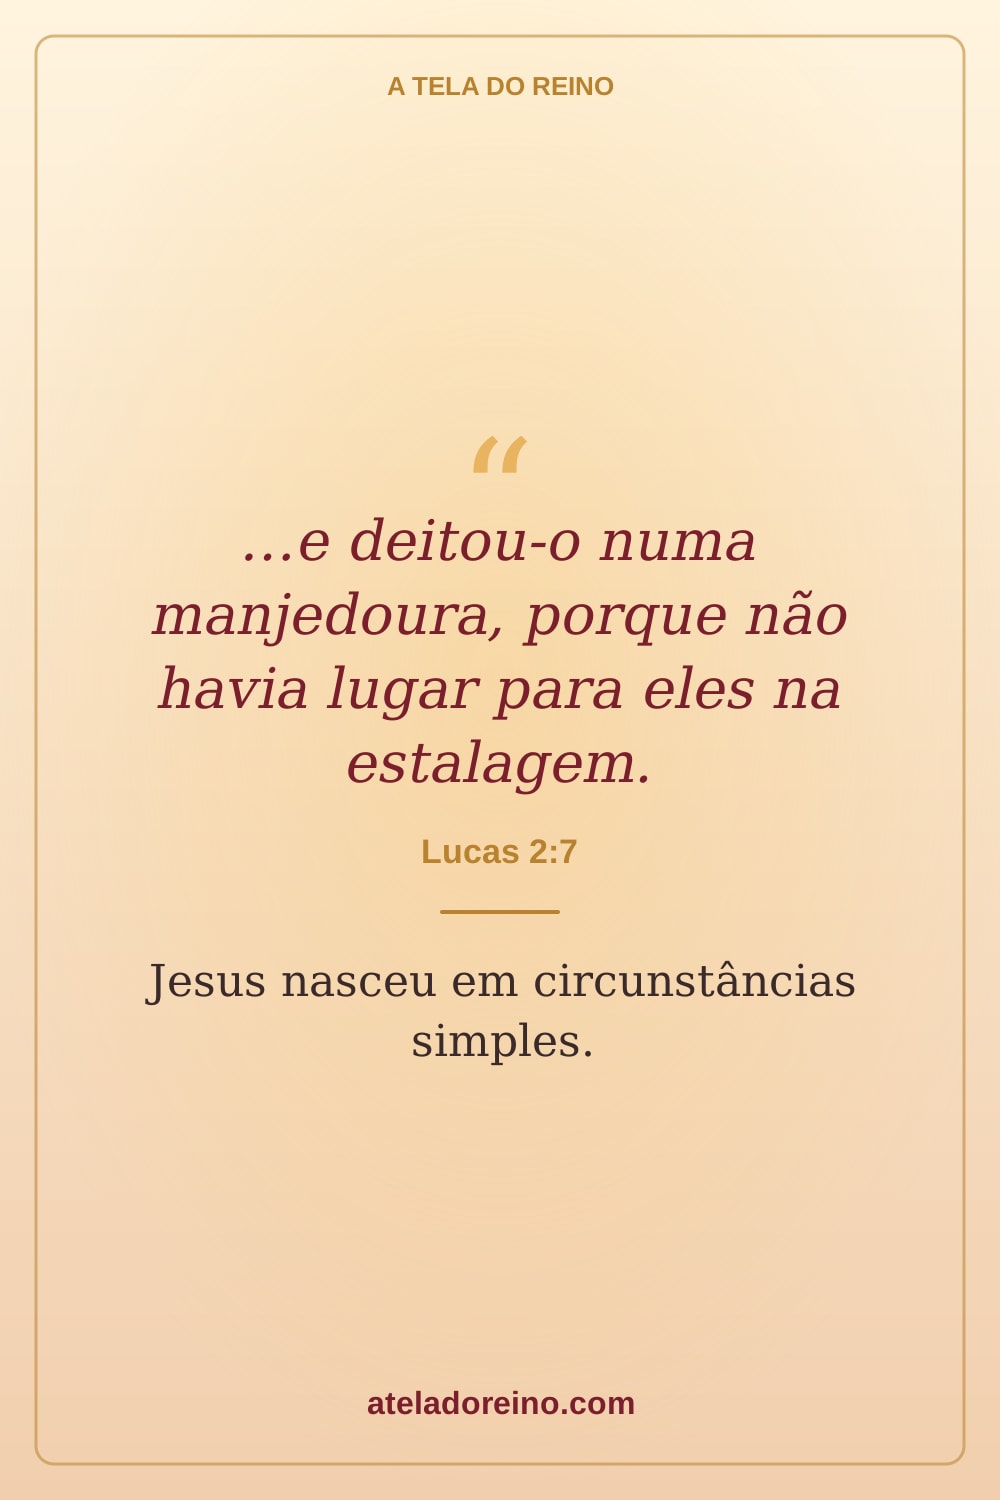 A TELA DO REINO
“
…e deitou-o numa
manjedoura, porque não
havia lugar para eles na
estalagem.
Lucas 2:7
Jesus nasceu em circunstâncias
simples.
ateladoreino.com